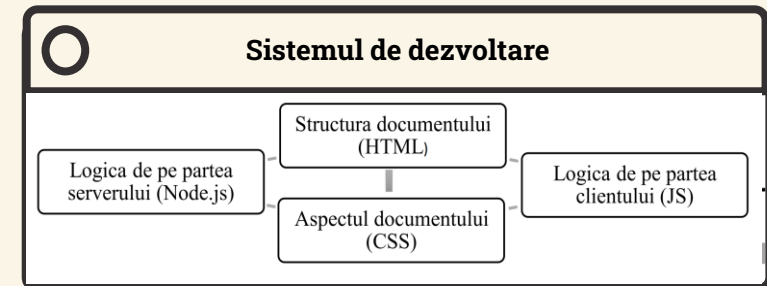 Sistemul de dezvoltare
Structura documentului
(HTML)
Logica de pe partea
serverului (Node.js)
Logica de pe partea
clientului (JS)
Aspectul documentului
(CSS)